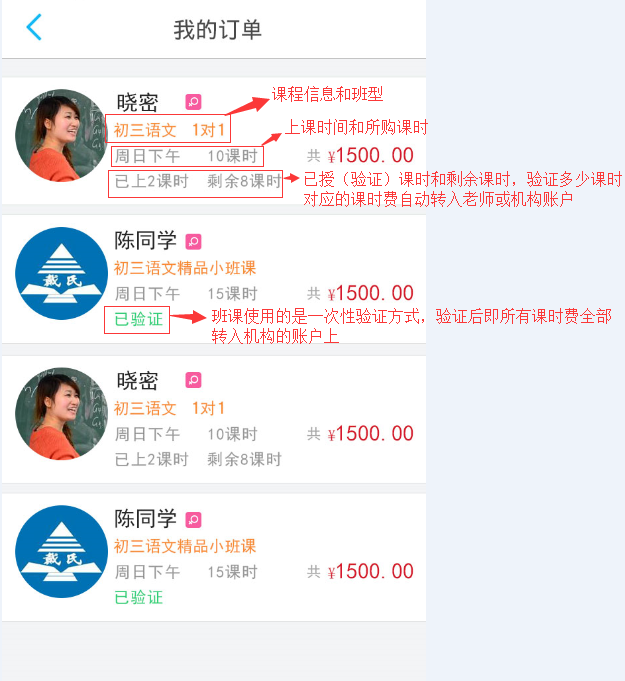 我的订单
晓密
课程信息和班型
初三语文 1对1
上课时间和所购课时
周日下午 10课时 共 ¥1500.00
已上2课时 剩余8课时
已授（验证）课时和剩余课时，验证多少课时
对应的课时费自动转入老师或机构账户
戴氏
陈同学
初三语文精品小班课
周日下午 15课时 共 ¥1500.00
已验证
班课使用的是一次性验证方式，验证后即所有课时费全部
转入机构的账户上
晓密
初三语文 1对1
周日下午 10课时 共 ¥1500.00
已上2课时 剩余8课时
戴氏
陈同学
初三语文精品小班课
周日下午 15课时 共 ¥1500.00
已验证